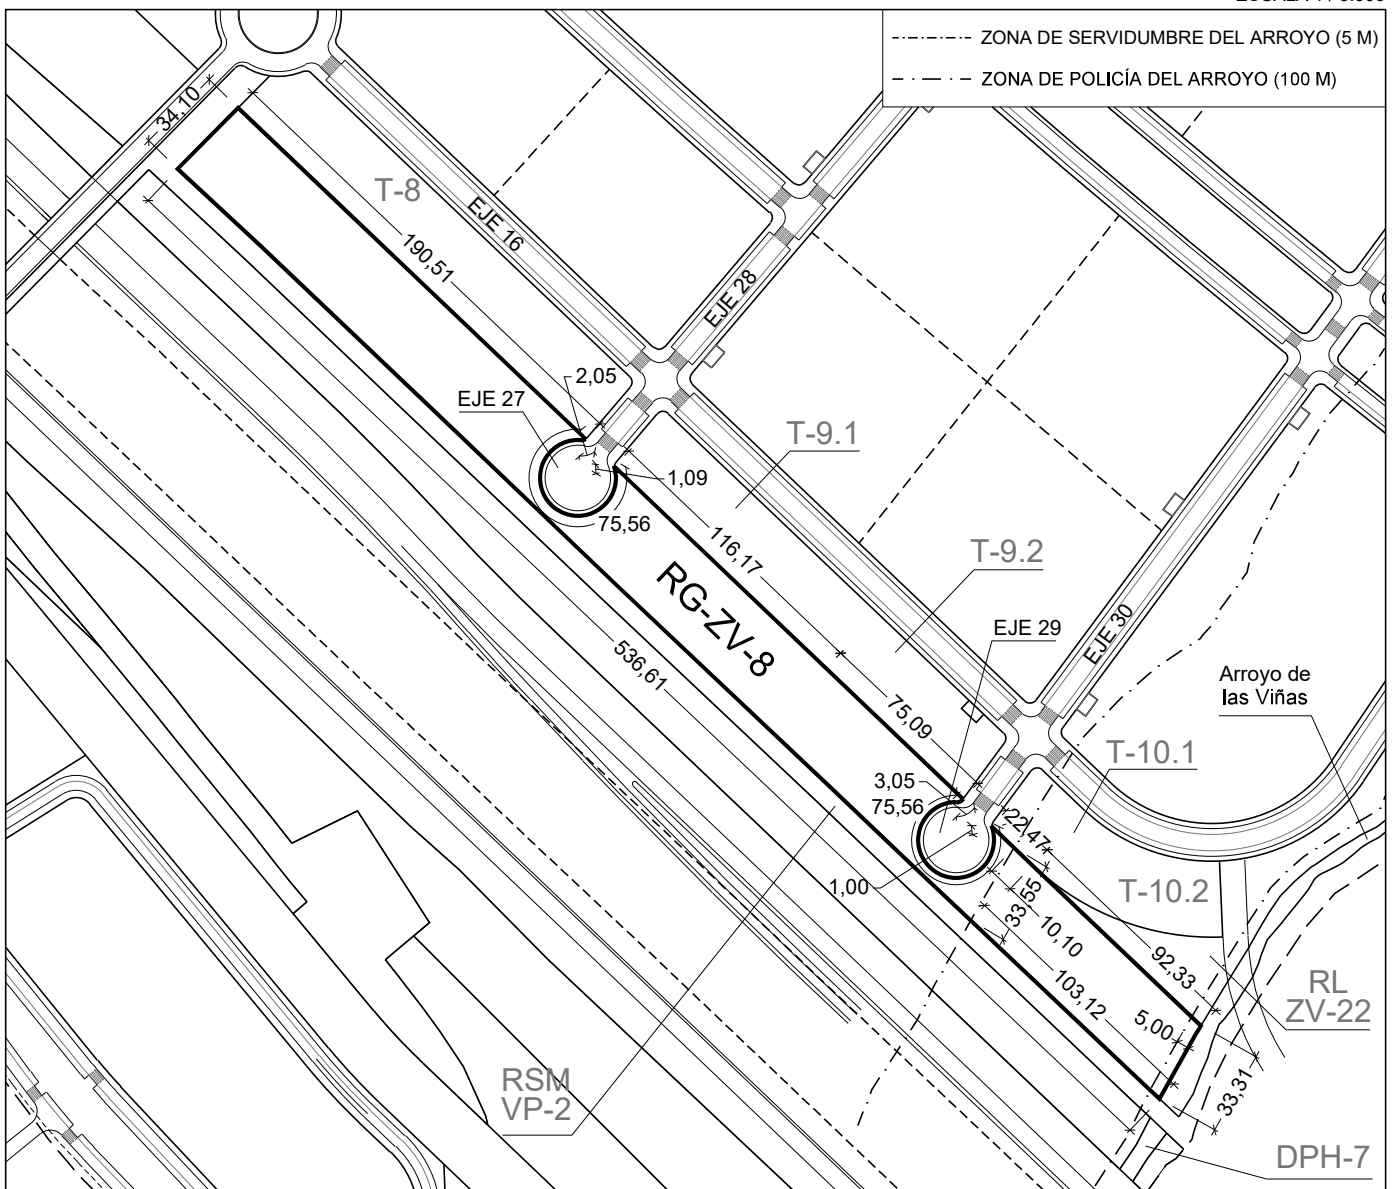 ZONA DE SERVIDUMBRE DEL ARROYO (5 M)
ZONA DE POLICÍA DEL ARROYO (100 M)
34,10
T-8
EJE 16
190,51
EJE 28
2,05
EJE 27
T-9.1
1,09
75,56
116,17
T-9.2
RG-ZV-8
EJE 29
EJE 30
536,61
Arroyo de
las Viñas
75,09
T-10.1
3,05
75,56
22,47
1,00
T-10.2
33,55
10,10
92,33
103,12
RL
ZV-22
5,00
RSM
VP-2
33,31
DPH-7